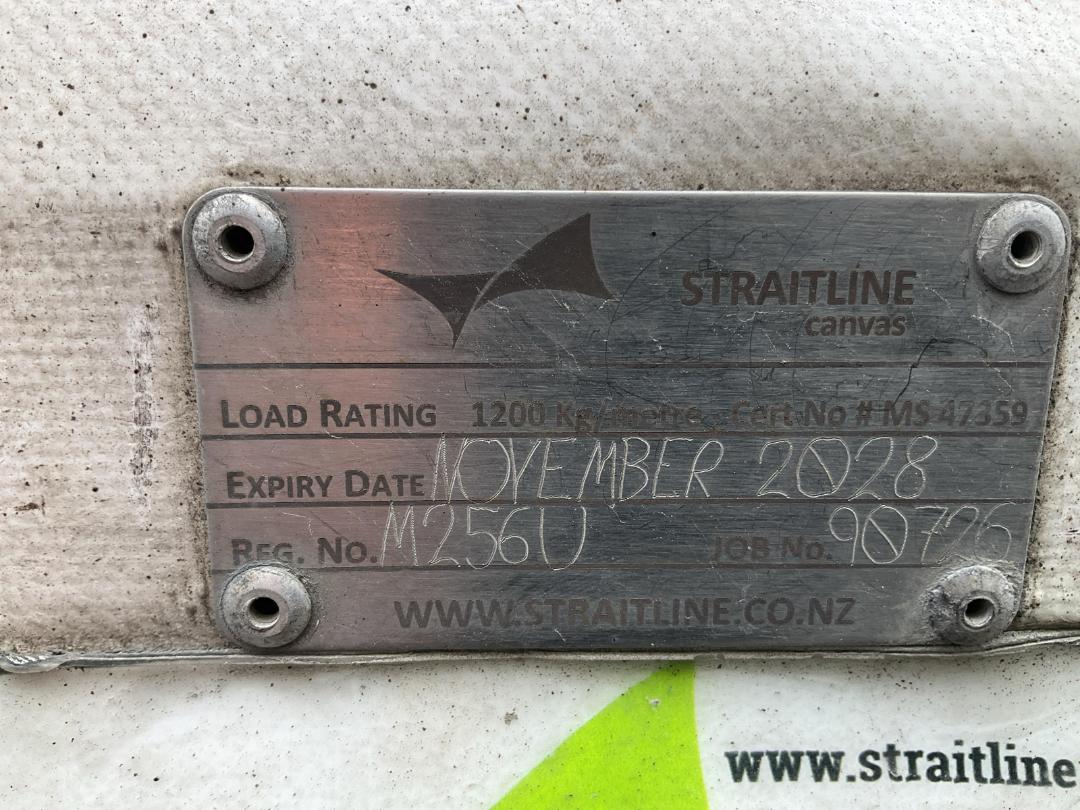 STRAITLINE
canvas
LOAD RATING 1200 Kg/metre, Cert No # MS 47359
EXPIRY DATE NOVEMBER 2028
REG. No. M256U JOB No. 90726
WWW.STRAITLINE.CO.NZ
www.straitline